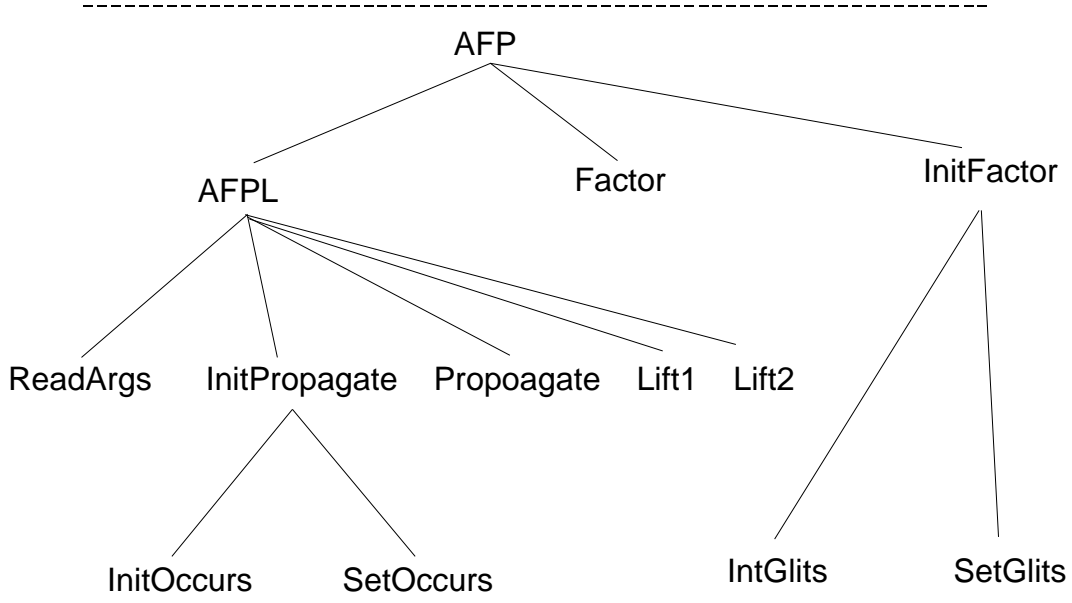 AFP
AFPL
Factor
InitFactor
ReadArgs
InitPropagate
Propoagate
Lift1
Lift2
InitOccurs
SetOccurs
IntGlits
SetGlits